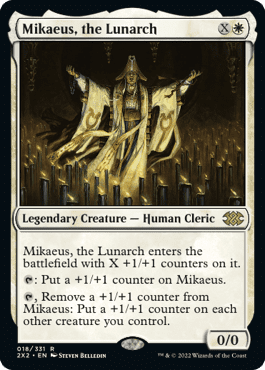 Mikaeus, the Lunarch X
Mikaeus, the Lunarch enters the
battlefield with X +1/+1 counters on it.
: Put a +1/+1 counter on Mikaeus.
, Remove a +1/+1 counter from
Mikaeus: Put a +1/+1 counter on each
other creature you control.
0/0
Legendary Creature — Human Cleric
018/331 R
2X2 • EN Steven Belledin
™ & © 2022 Wizards of the Coast